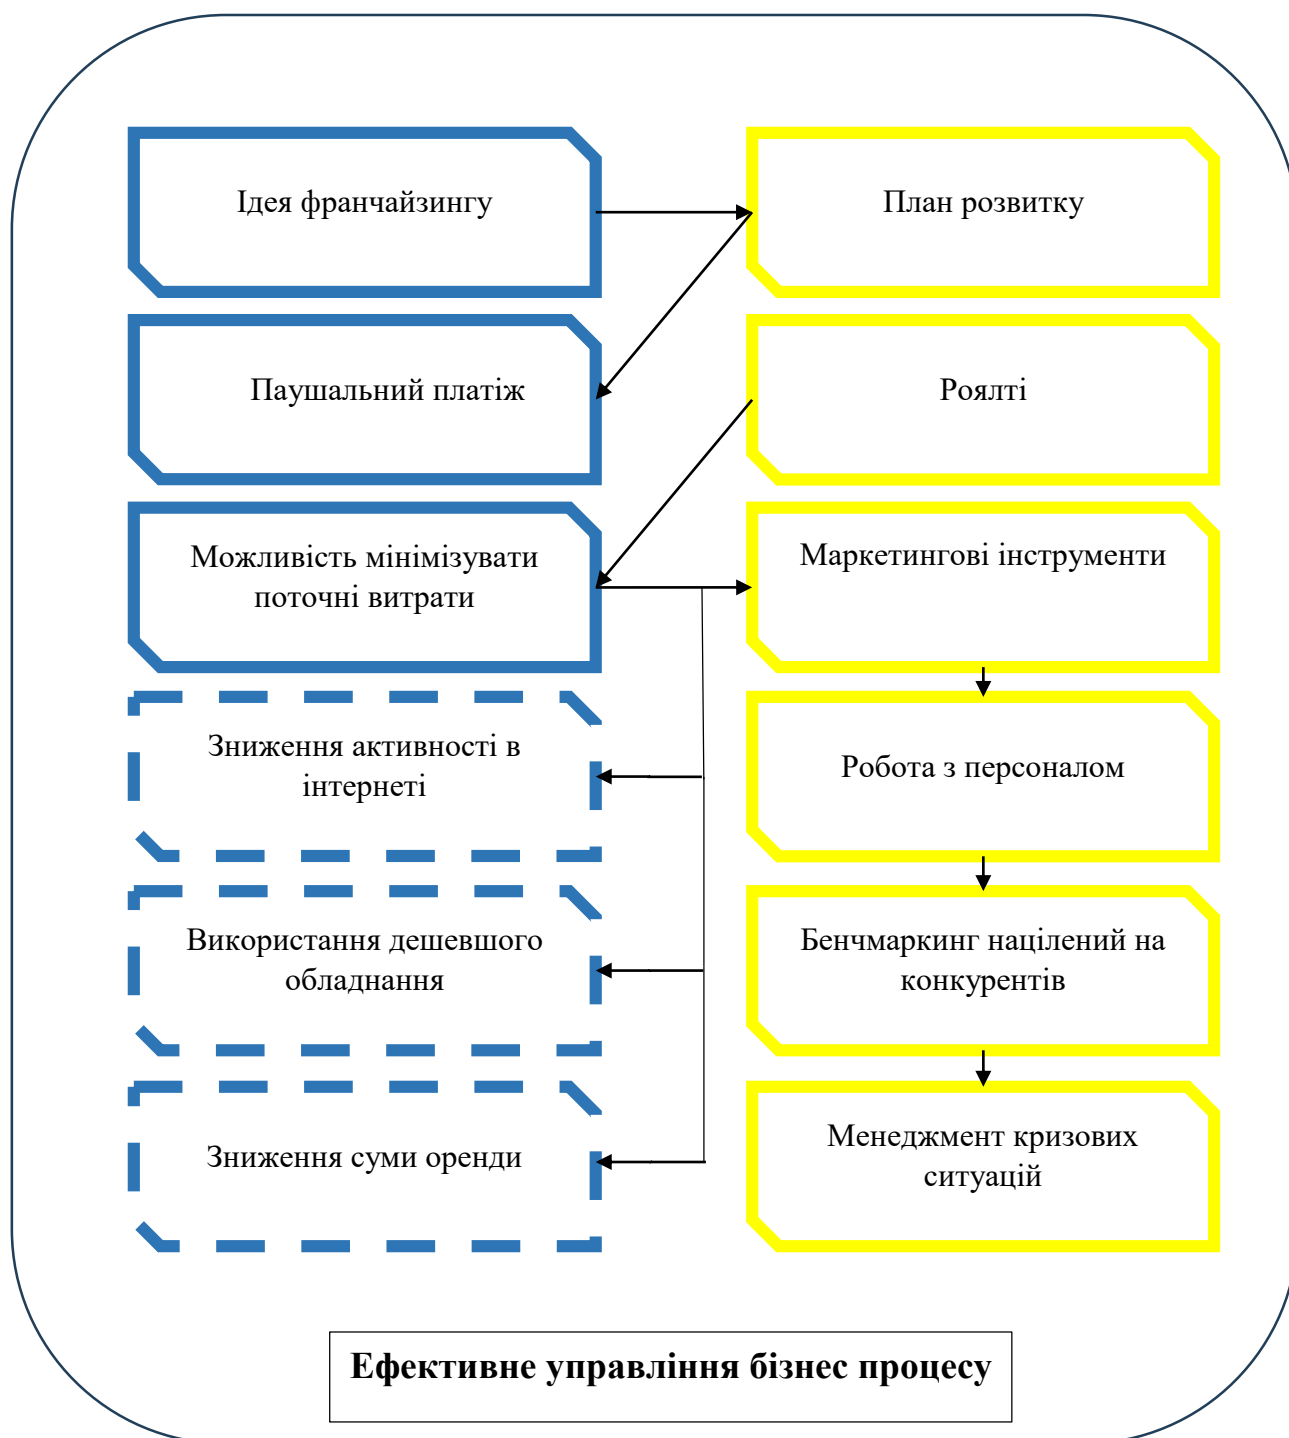 Ідея франчайзингу
План розвитку
Паушальний платіж
Роялті
Можливість мінімізувати
поточні витрати
Маркетингові інструменти
Зниження активності в
інтернеті
Робота з персоналом
Використання дешевшого
обладнання
Бенчмаркинг націлений на
конкурентів
Зниження суми оренди
Менеджмент кризових
ситуацій
Ефективне управління бізнес процесу